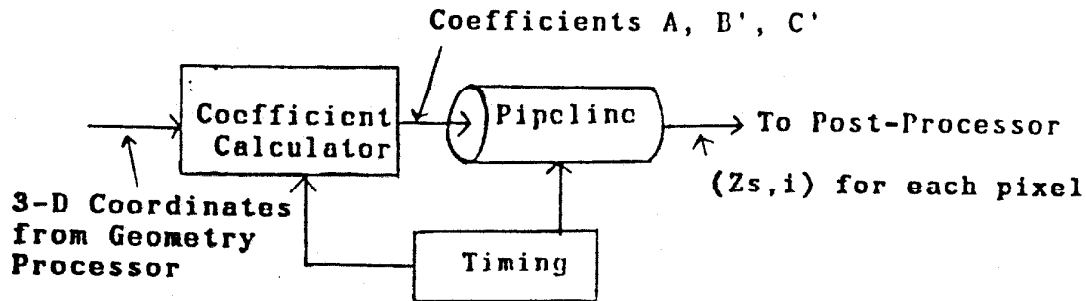 Coefficients A, B', C'
Coefficient
Calculator
Pipeline
To Post-Processor
(Zs,i) for each pixel
3-D Coordinates
from Geometry
Processor
Timing